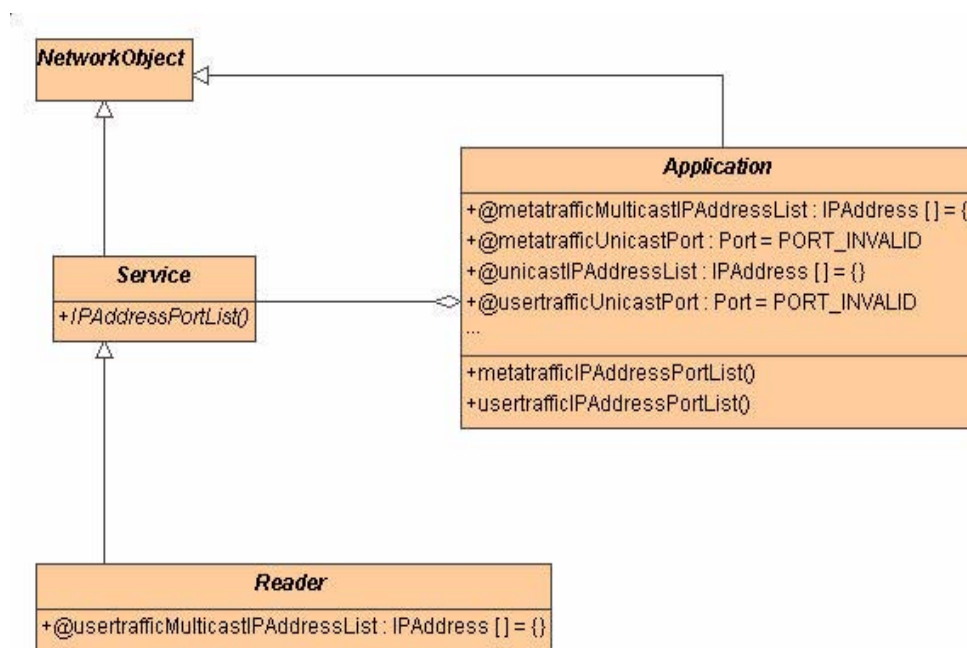 NetworkObject
Application
+@metatrafficMulticastIPAddressList : IPAddress [ ] = {
+@metatrafficUnicastPort : Port = PORT_INVALID
+@unicastIPAddressList : IPAddress [ ] = {}
+@usertrafficUnicastPort : Port = PORT_INVALID
...
+metatrafficIPAddressPortList()
+usertrafficIPAddressPortList()
Service
+IPAddressPortList()
Reader
+@usertrafficMulticastIPAddressList : IPAddress [ ] = {}